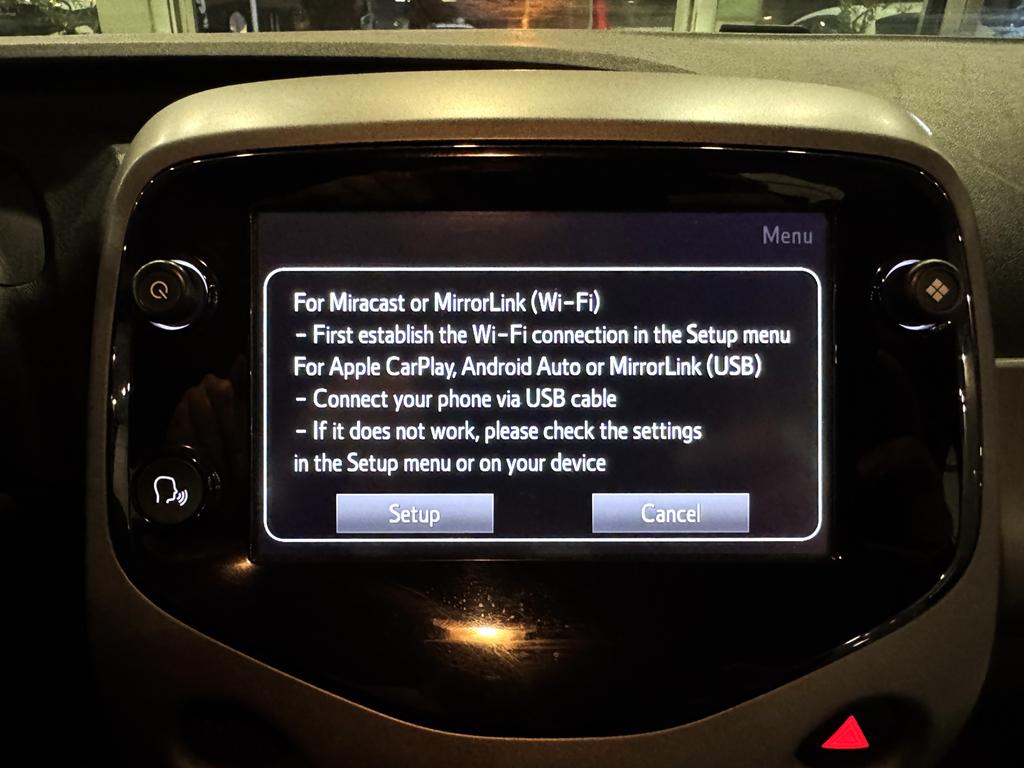 Menu
For Miracast or MirrorLink (Wi-Fi)
- First establish the Wi-Fi connection in the Setup menu
For Apple CarPlay, Android Auto or MirrorLink (USB)
- Connect your phone via USB cable
- If it does not work, please check the settings
in the Setup menu or on your device
Setup Cancel